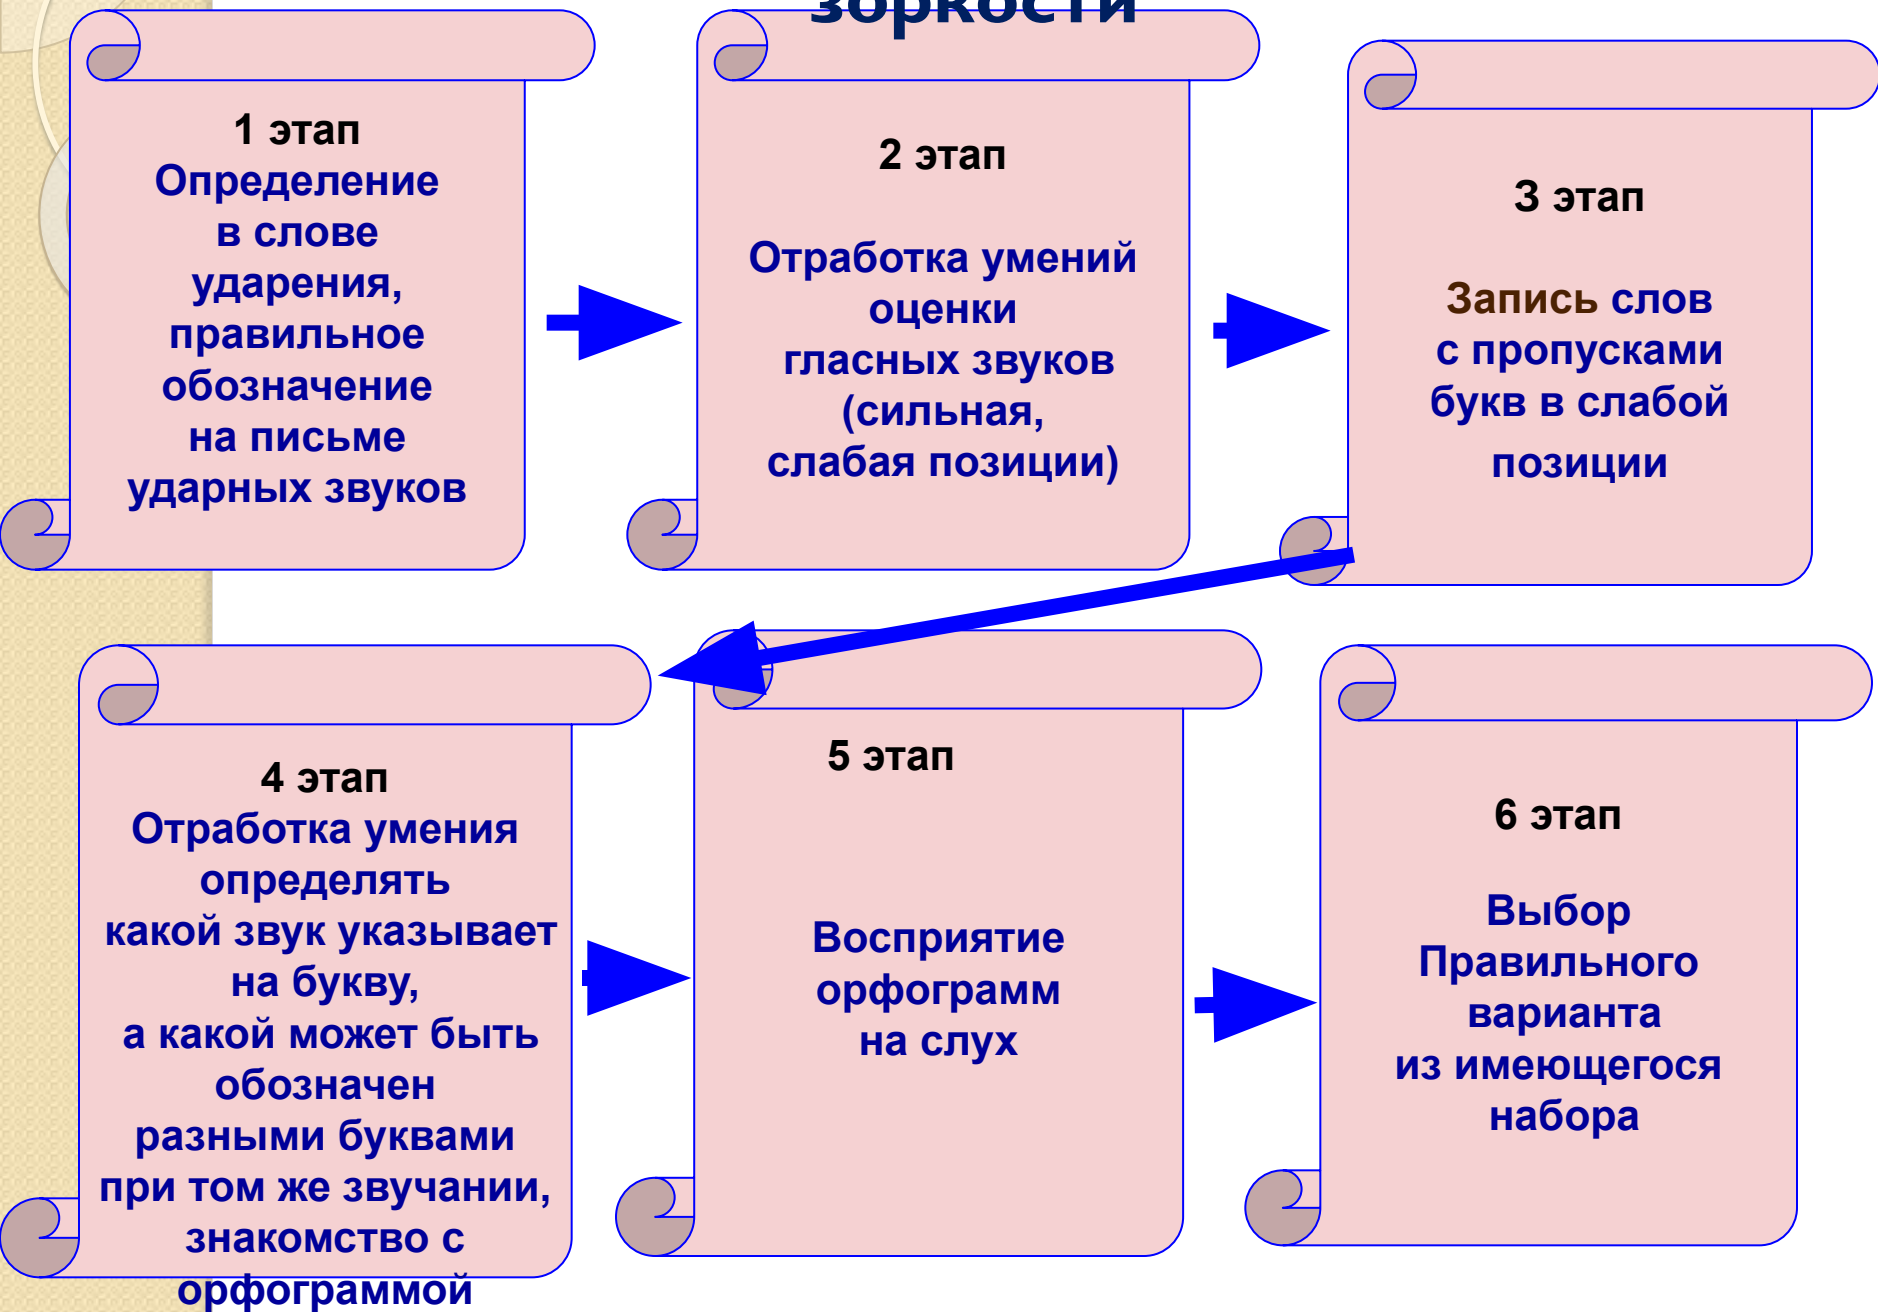 зоркости
1 этап
Определение
в слове
ударения,
правильное
обозначение
на письме
ударных звуков
2 этап
Отработка умений
оценки
гласных звуков
(сильная,
слабая позиции)
3 этап
Запись слов
с пропусками
букв в слабой
позиции
4 этап
Отработка умения
определять
какой звук указывает
на букву,
а какой может быть
обозначен
разными буквами
при том же звучании,
знакомство с
орфограммой
5 этап
Восприятие
орфограмм
на слух
6 этап
Выбор
Правильного
варианта
из имеющегося
набора